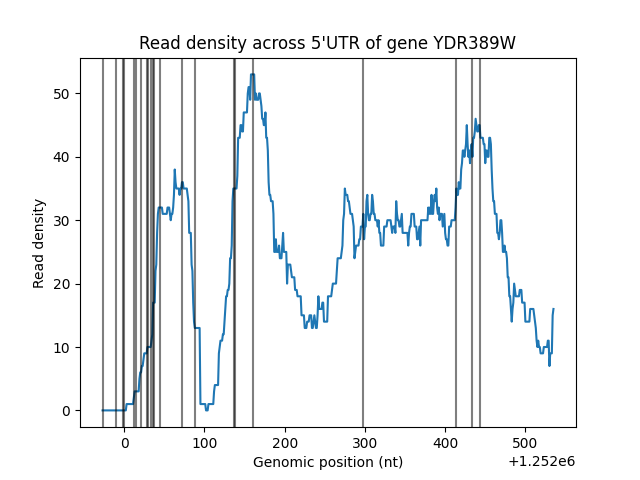 Read density across 5'UTR of gene YDR389W
Read density
50
40
30
20
10
0
0 100 200 300 400 500
+1.252e6
Genomic position (nt)